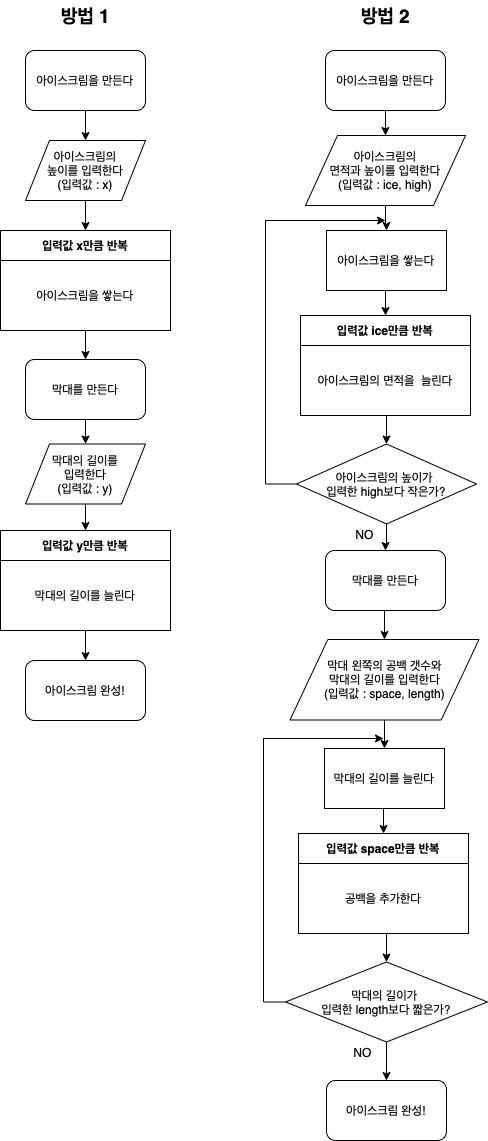 방법 1
아이스크림을 만든다
아이스크림의
높이를 입력한다
(입력값 : x)
입력값 x만큼 반복
아이스크림을 쌓는다
막대를 만든다
막대의 길이를
입력한다
(입력값 : y)
입력값 y만큼 반복
막대의 길이를 늘린다
아이스크림 완성!
방법 2
아이스크림을 만든다
아이스크림의
면적과 높이를 입력한다
(입력값 : ice, high)
아이스크림을 쌓는다
입력값 ice만큼 반복
아이스크림의 면적을 늘린다
아이스크림의 높이가
입력한 high보다 작은가?
NO
막대를 만든다
막대 왼쪽의 공백 갯수와
막대의 길이를 입력한다
(입력값 : space, length)
막대의 길이를 늘린다
입력값 space만큼 반복
공백을 추가한다
막대의 길이가
입력한 length보다 짧은가?
NO
아이스크림 완성!